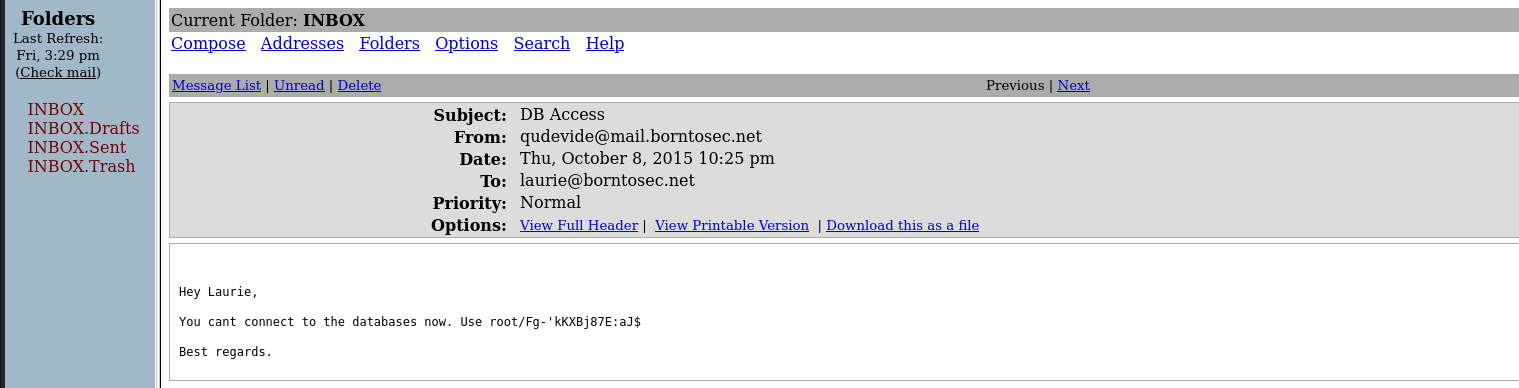 Folders
Last Refresh:
Fri, 3:29 pm
(Check mail)
INBOX
INBOX.Drafts
INBOX.Sent
INBOX.Trash
Current Folder: INBOX
Compose Addresses Folders Options Search Help
Message List | Unread | Delete Previous | Next
Subject: DB Access
From: qudevide@mail.borntosec.net
Date: Thu, October 8, 2015 10:25 pm
To: laurie@borntosec.net
Priority: Normal
Options: View Full Header | View Printable Version | Download this as a file
Hey Laurie,
You cant connect to the databases now. Use root/Fg-'kKXBj87E:aJ$
Best regards.